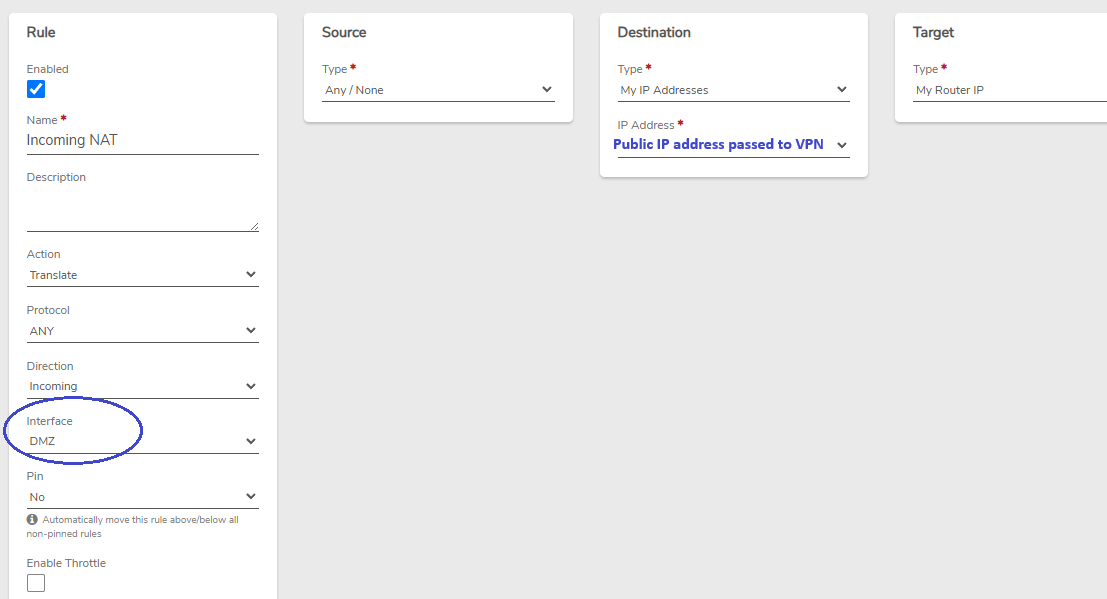 Rule
Enabled
Name *
Incoming NAT
Description
Action
Translate
Protocol
ANY
Direction
Incoming
Interface
DMZ
Pin
No
Automatically move this rule above/below all
non-pinned rules
Enable Throttle
Source
Type *
Any / None
Destination
Type *
My IP Addresses
IP Address *
Public IP address passed to VPN
Target
Type *
My Router IP